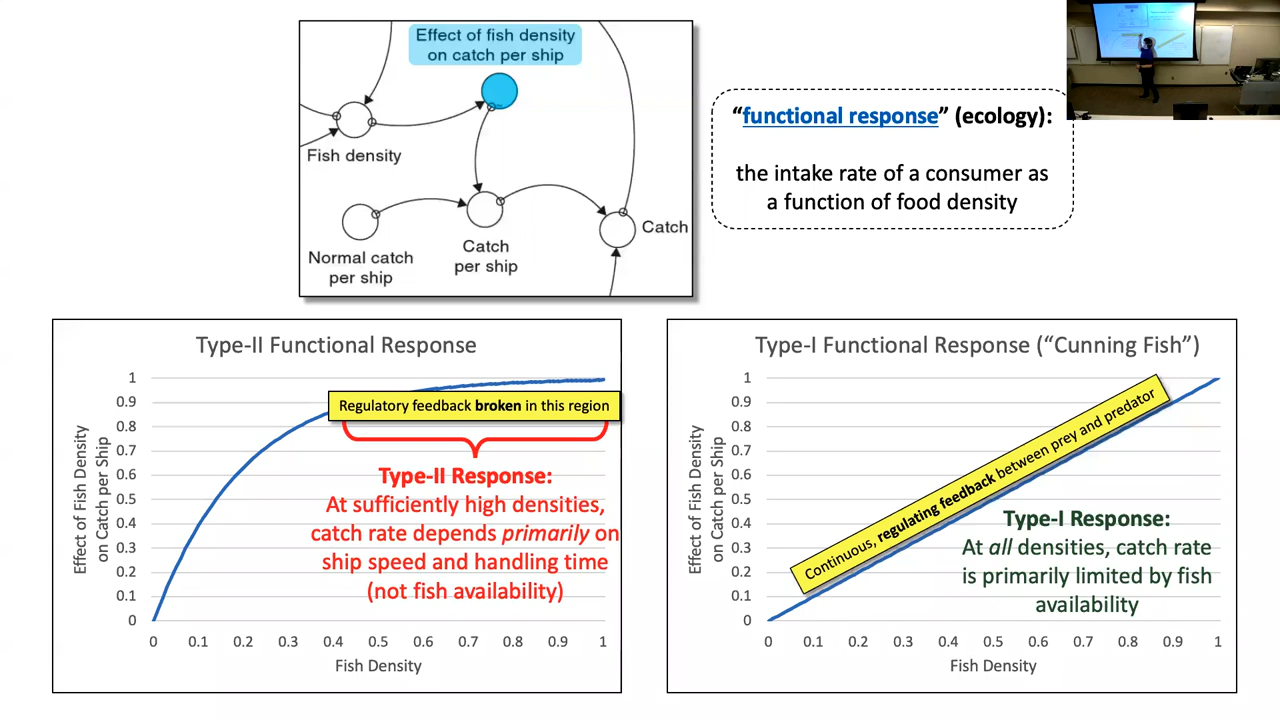 Effect of fish density
on catch per ship
Fish density
Normal catch
per ship
Catch
per ship
Catch
“functional response” (ecology):
the intake rate of a consumer as
a function of food density
Type-II Functional Response
Effect of Fish Density
on Catch per Ship
1
0.9
0.8
0.7
0.6
0.5
0.4
0.3
0.2
0.1
0
Regulatory feedback broken in this region
Type-II Response:
At sufficiently high densities,
catch rate depends primarily on
ship speed and handling time
(not fish availability)
0 0.1 0.2 0.3 0.4 0.5 0.6 0.7 0.8 0.9 1
Fish Density
Type-I Functional Response (“Cunning Fish”)
Effect of Fish Density
on Catch per Ship
1
0.9
0.8
0.7
0.6
0.5
0.4
0.3
0.2
0.1
0
Continuous, regulating feedback between prey and predator
Type-I Response:
At all densities, catch rate
is primarily limited by fish
availability
0 0.1 0.2 0.3 0.4 0.5 0.6 0.7 0.8 0.9 1
Fish Density